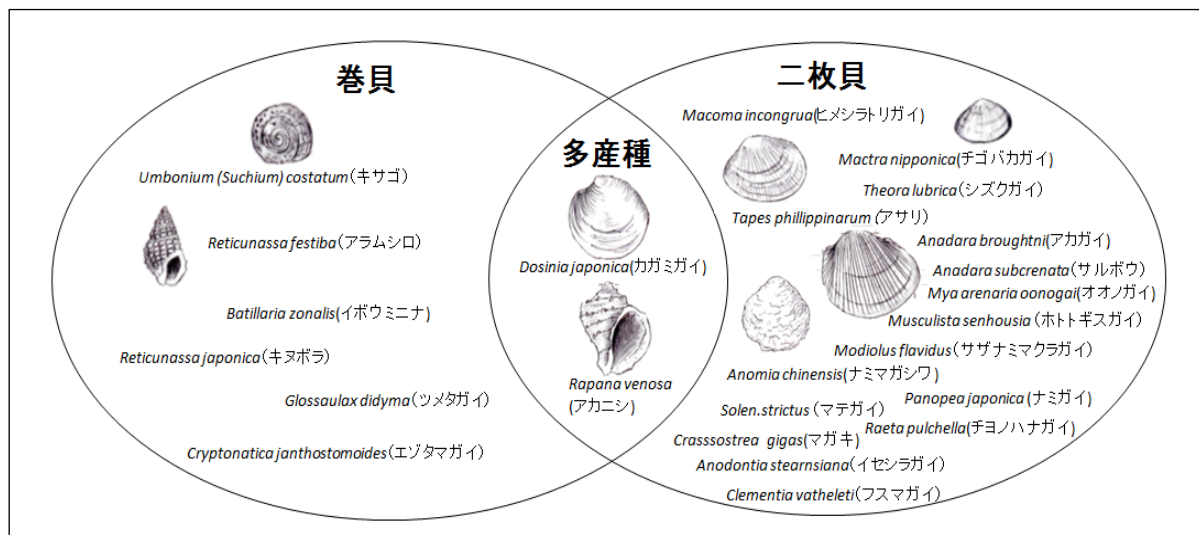 巻貝
Umbonium (Suchium) costatum(キサゴ)
Reticunassa festiba(アラムシロ)
Batillaria zonalis(イボウミニナ)
Reticunassa japonica(キヌボラ)
Glossaulax didyma(ツメタガイ)
Cryptonatica janthostomoides(エゾタマガイ)
多産種
Dosinia japonica(カガミガイ)
Rapana venosa
(アカニシ)
二枚貝
Macoma incongrua(ヒメシラトリガイ)
Mactra nipponica(チゴバカガイ)
Theora lubrica(シズクガイ)
Tapes phillippinarum(アサリ)
Anadara broughtni(アカガイ)
Anadara subcrenata(サルボウ)
Mya arenaria oonogai(オオノガイ)
Musculista senhousia(ホトトギスガイ)
Modiolus flavidus(サザナミマクラガイ)
Anomia chinensis(ナミマガシワ)
Panopea japonica(ナミガイ)
Solen.strictus(マテガイ)
Raeta pulchella(チヨノハナガイ)
Crasssostrea gigas(マガキ)
Anodontia stearnsiana(イセシラガイ)
Clementia vatheleti(フスマガイ)